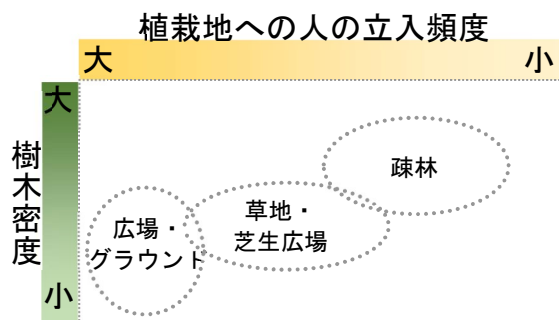 植栽地への人の立入頻度
大
小
大
樹木密度
小
疎林
草地・
芝生広場
広場・
グラウント